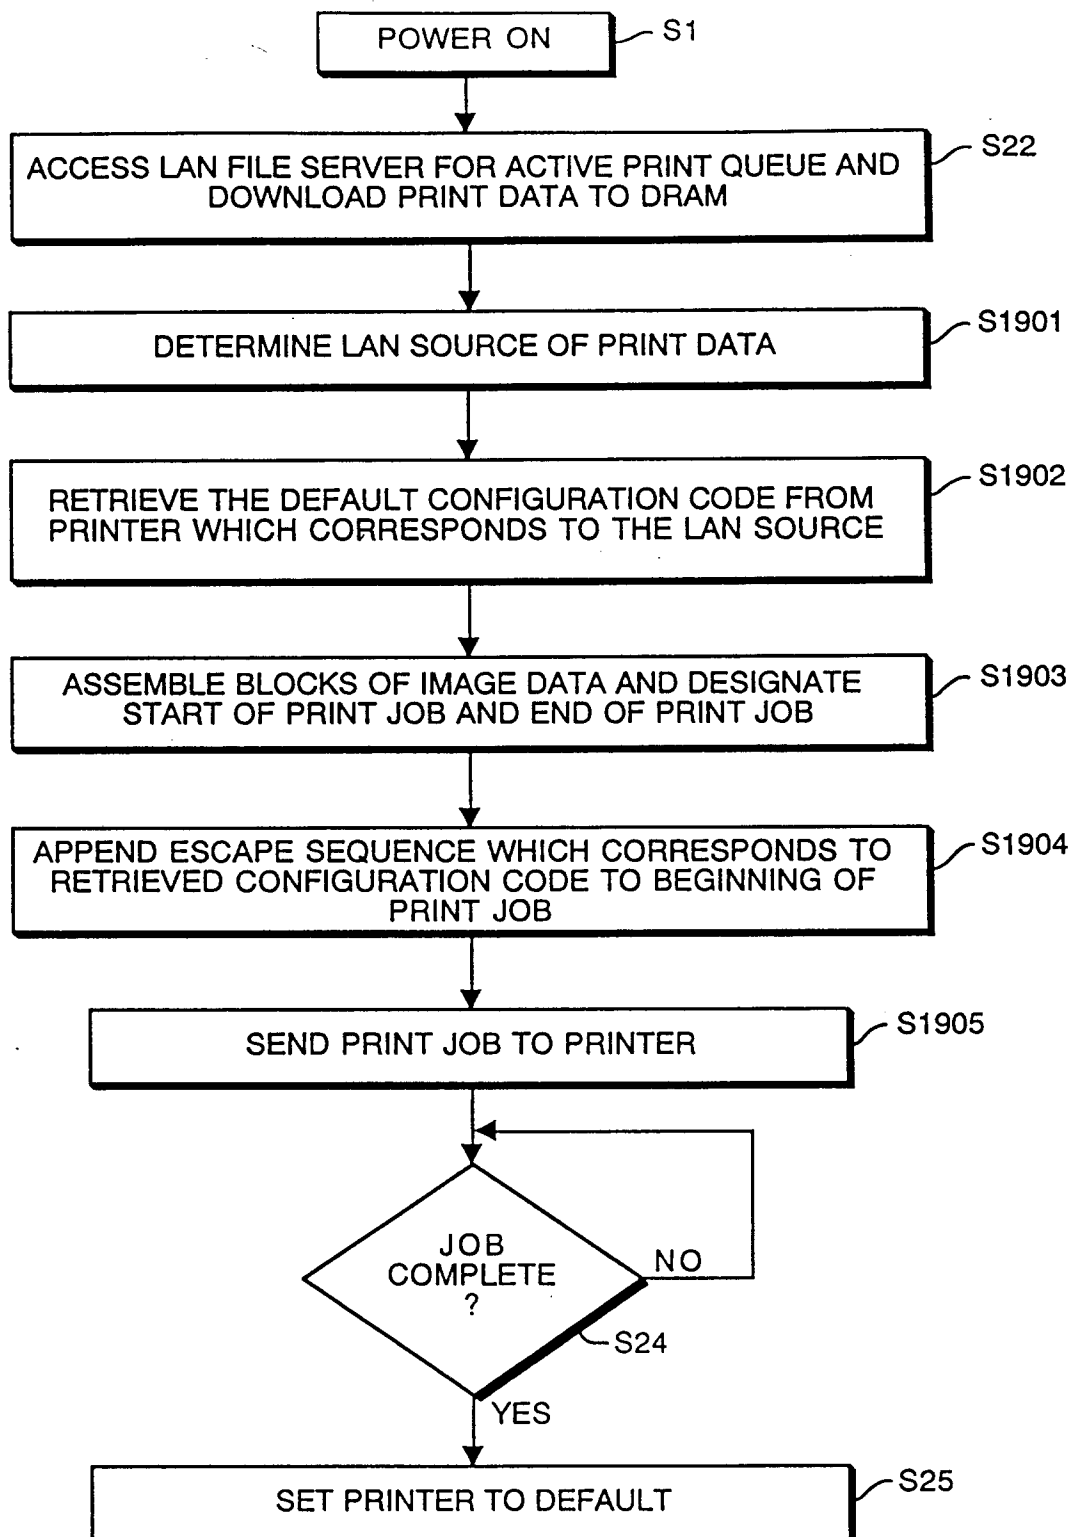 POWER ON
S1
ACCESS LAN FILE SERVER FOR ACTIVE PRINT QUEUE AND
DOWNLOAD PRINT DATA TO DRAM
S22
DETERMINE LAN SOURCE OF PRINT DATA
S1901
RETRIEVE THE DEFAULT CONFIGURATION CODE FROM
PRINTER WHICH CORRESPONDS TO THE LAN SOURCE
S1902
ASSEMBLE BLOCKS OF IMAGE DATA AND DESIGNATE
START OF PRINT JOB AND END OF PRINT JOB
S1903
APPEND ESCAPE SEQUENCE WHICH CORRESPONDS TO
RETRIEVED CONFIGURATION CODE TO BEGINNING OF
PRINT JOB
S1904
SEND PRINT JOB TO PRINTER
S1905
JOB
COMPLETE
?
NO
S24
YES
SET PRINTER TO DEFAULT
S25